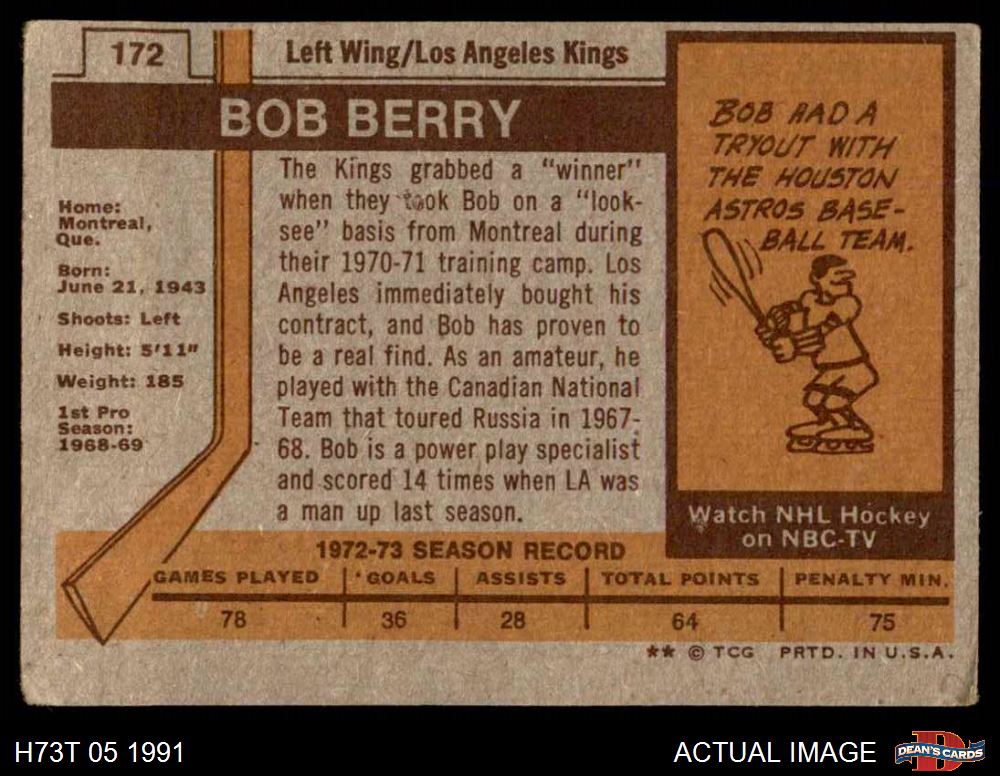 172
Left Wing/Los Angeles Kings
BOB BERRY
Home:
Montreal,
Que.
Born:
June 21, 1943
Shoots: Left
Height: 5'11"
Weight: 185
1st Pro
Season:
1968-69
The Kings grabbed a "winner"
when they took Bob on a "look-
see" basis from Montreal during
their 1970-71 training camp. Los
Angeles immediately bought his
contract, and Bob has proven to
be a real find. As an amateur, he
played with the Canadian National
Team that toured Russia in 1967-
68. Bob is a power play specialist
and scored 14 times when LA was
a man up last season.
BOB HAD A
TRYOUT WITH
THE HOUSTON
ASTROS BASE-
BALL TEAM.
Watch NHL Hockey
on NBC-TV
1972-73 SEASON RECORD
GAMES PLAYED GOALS ASSISTS TOTAL POINTS PENALTY MIN.
78 36 28 64 75
** © TCG PRTD. IN U.S.A.
H73T 05 1991
ACTUAL IMAGE
DEAN'S CARDS